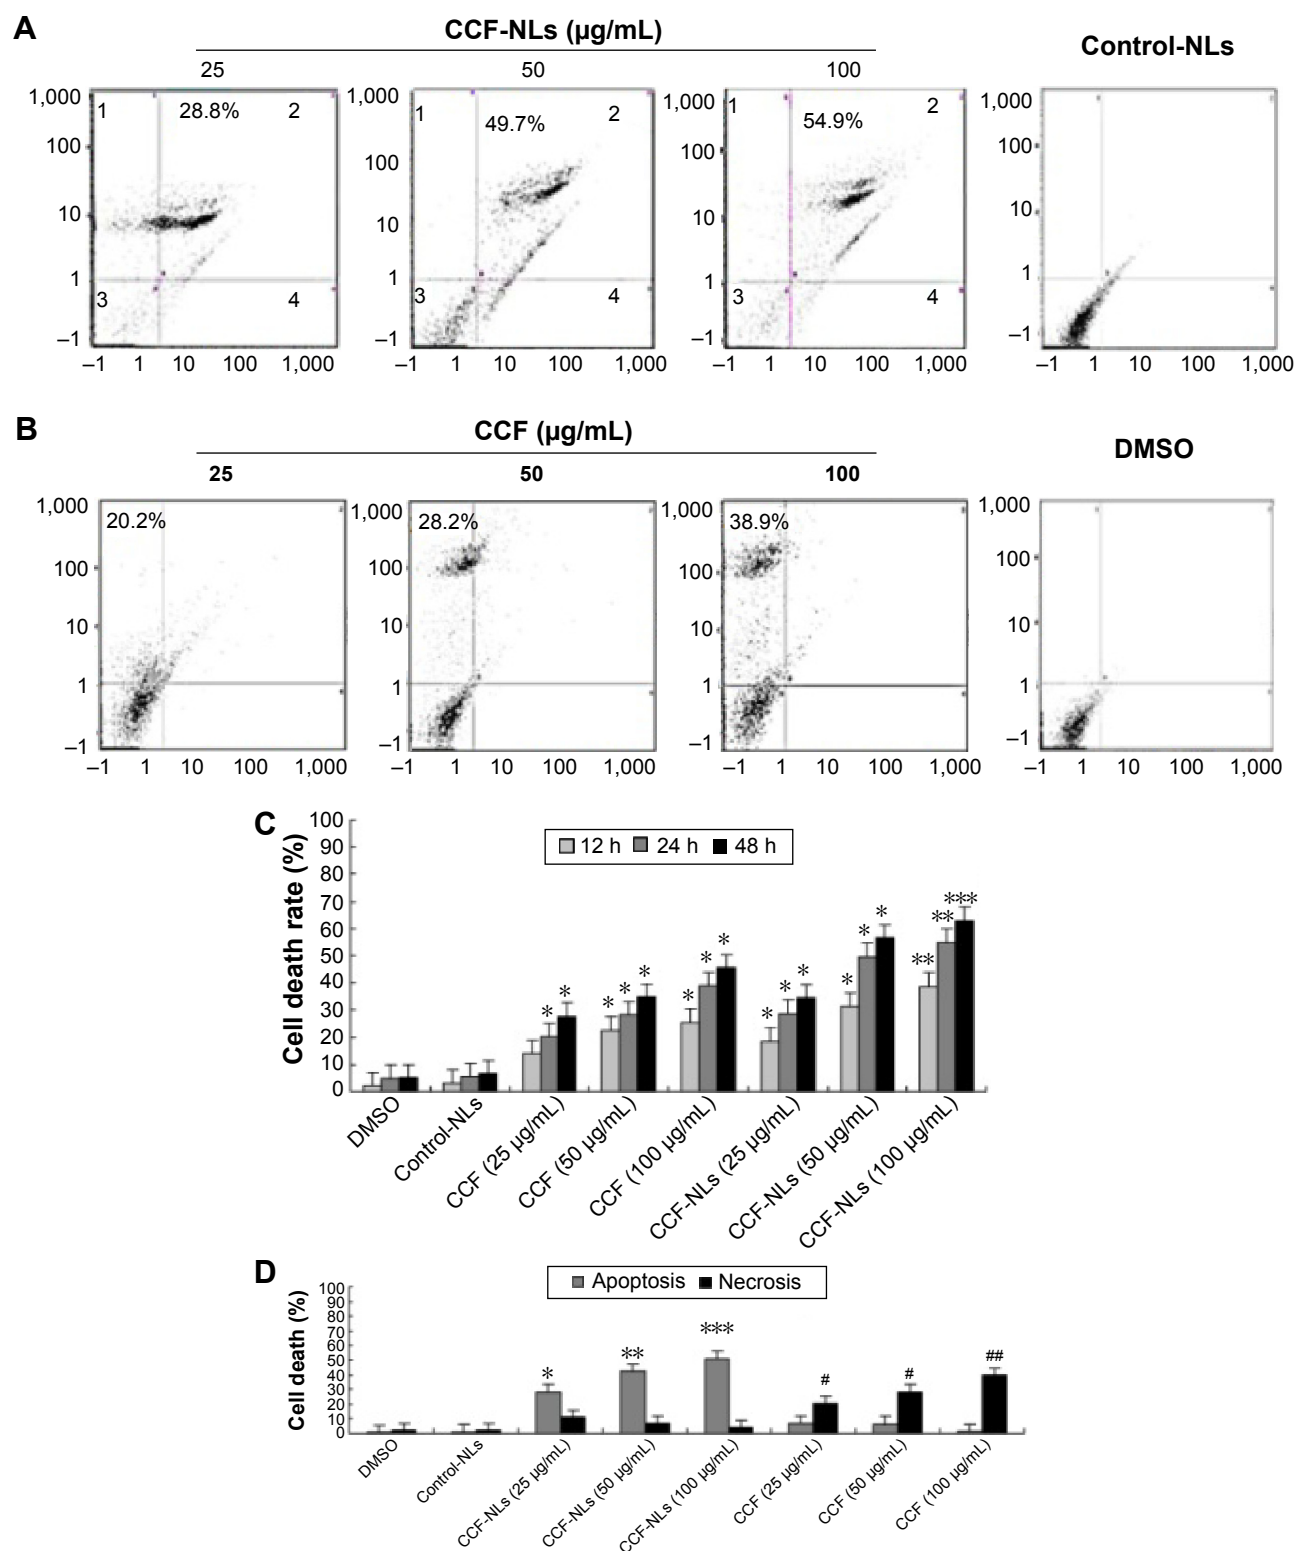 A
CCF-NLs (µg/mL)
Control-NLs
25 50 100
1,000 100 10 1 –1
1 28.8% 2
3 4
–1 1 10 100 1,000
1,000 100 10 1 –1
1 49.7% 2
3 4
–1 1 10 100 1,000
1,000 100 10 1 –1
1 54.9% 2
3 4
–1 1 10 100 1,000
1,000 100 10 1 –1
–1 1 10 100 1,000
B
CCF (µg/mL)
DMSO
25 50 100
1,000 100 10 1 –1
20.2%
–1 1 10 100 1,000
1,000 100 10 1 –1
28.2%
–1 1 10 100 1,000
1,000 100 10 1 –1
38.9%
–1 1 10 100 1,000
1,000 100 10 1 –1
–1 1 10 100 1,000
C
Cell death rate (%)
100
90
80
70
60
50
40
30
20
10
0
12 h 24 h 48 h
* * * * * * * * * * * * * * ** ** ***
DMSO
Control-NLs
CCF (25 µg/mL)
CCF (50 µg/mL)
CCF (100 µg/mL)
CCF-NLs (25 µg/mL)
CCF-NLs (50 µg/mL)
CCF-NLs (100 µg/mL)
D
Cell death (%)
100
90
80
70
60
50
40
30
20
10
0
Apoptosis Necrosis
* ** *** # # ##
DMSO
Control-NLs
CCF-NLs (25 µg/mL)
CCF-NLs (50 µg/mL)
CCF-NLs (100 µg/mL)
CCF (25 µg/mL)
CCF (50 µg/mL)
CCF (100 µg/mL)